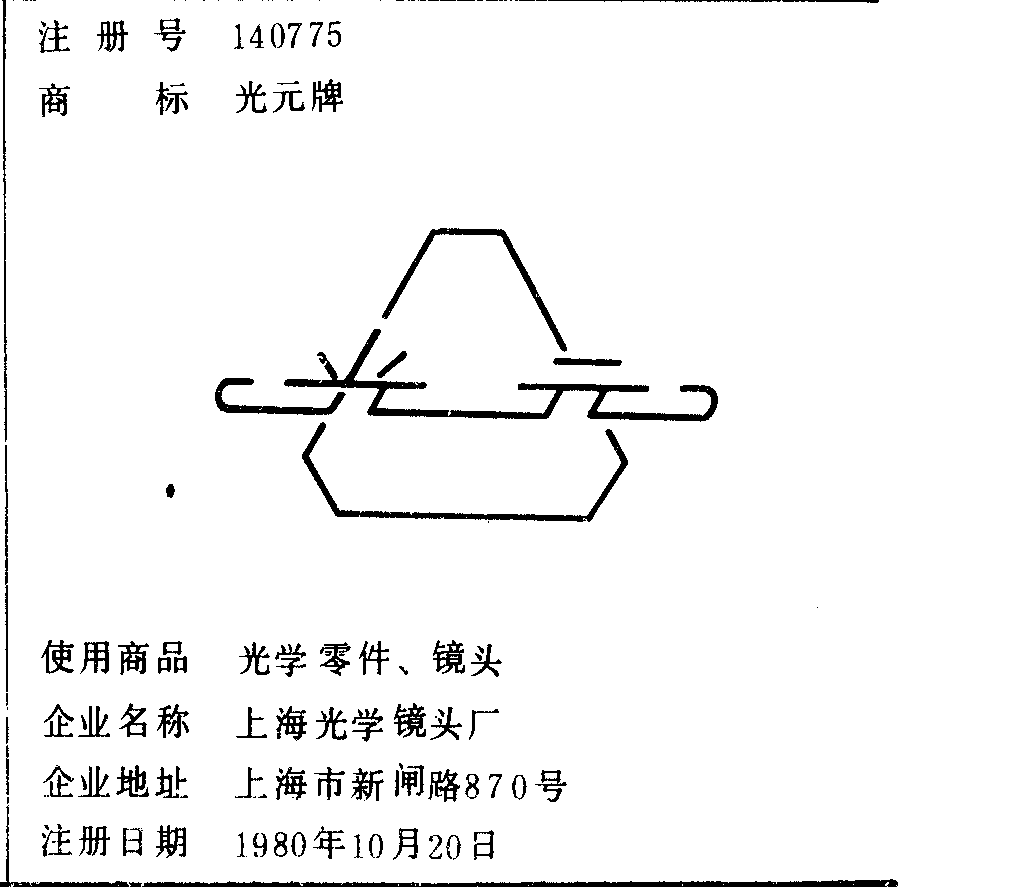 注册号 140775
商标 光元牌
使用商品 光学零件、镜头
企业名称 上海光学镜头厂
企业地址 上海市新闸路870号
注册日期 1980年10月20日